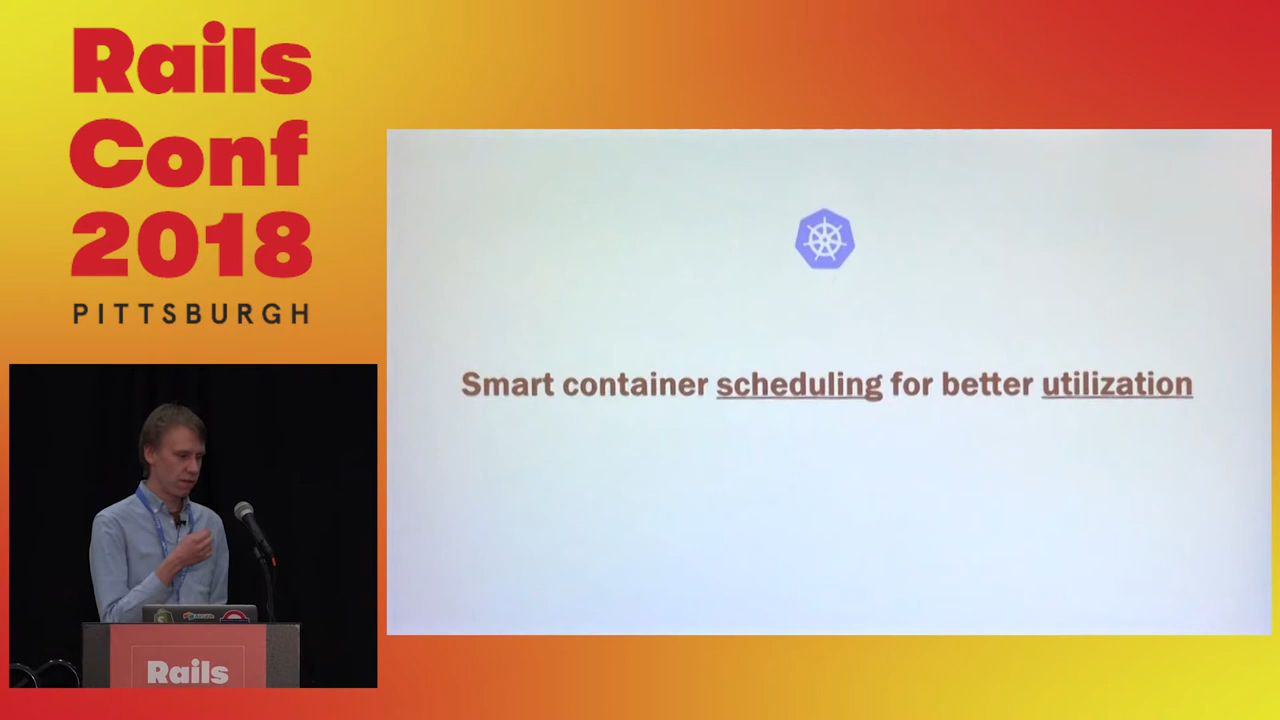 Rails
Conf
2018
PITTSBURGH
Smart container scheduling for better utilization
Rails